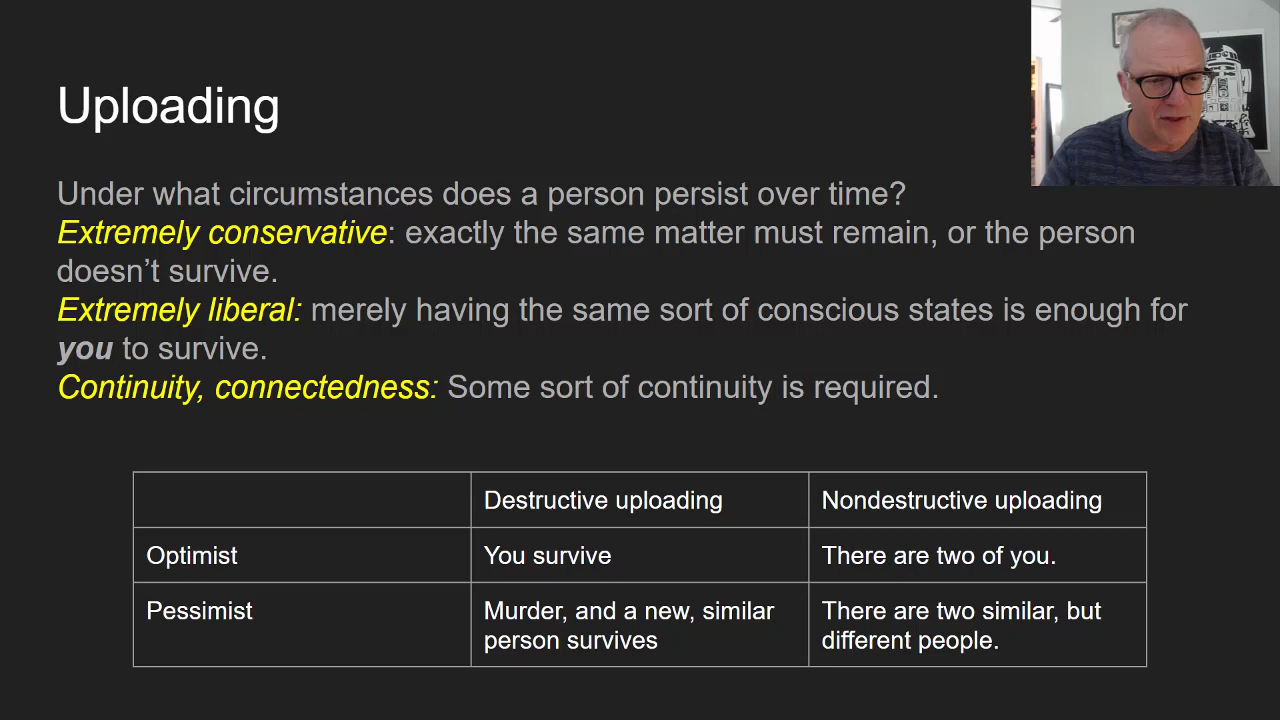 Uploading
Under what circumstances does a person persist over time?
Extremely conservative: exactly the same matter must remain, or the person
doesn’t survive.
Extremely liberal: merely having the same sort of conscious states is enough for
you to survive.
Continuity, connectedness: Some sort of continuity is required.
Destructive uploading
Nondestructive uploading
Optimist
You survive
There are two of you.
Pessimist
Murder, and a new, similar
person survives
There are two similar, but
different people.